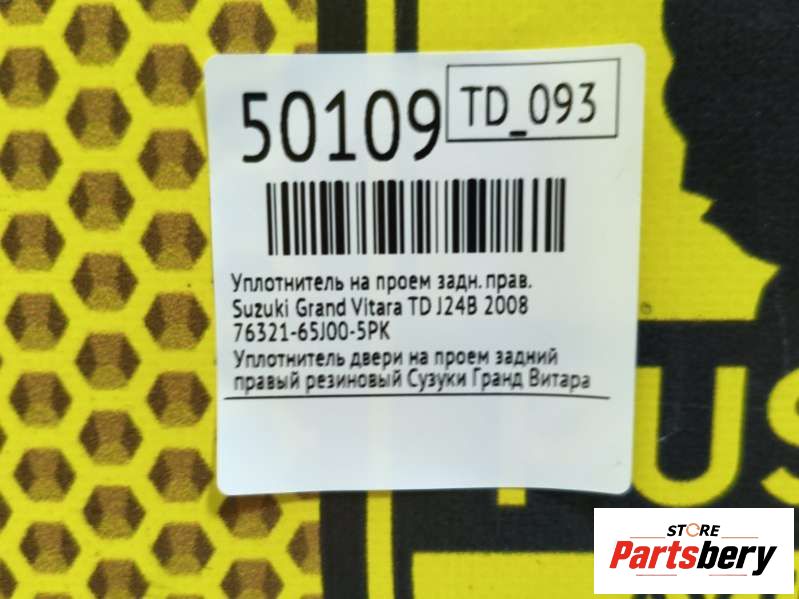 50109
TD_093
Уплотнитель на проем задн. прав.
Suzuki Grand Vitara TD J24B 2008
76321-65J00-5PK
Уплотнитель двери на проем задний
правый резиновый Сузуки Гранд Витара
US
STORE
Partsbery